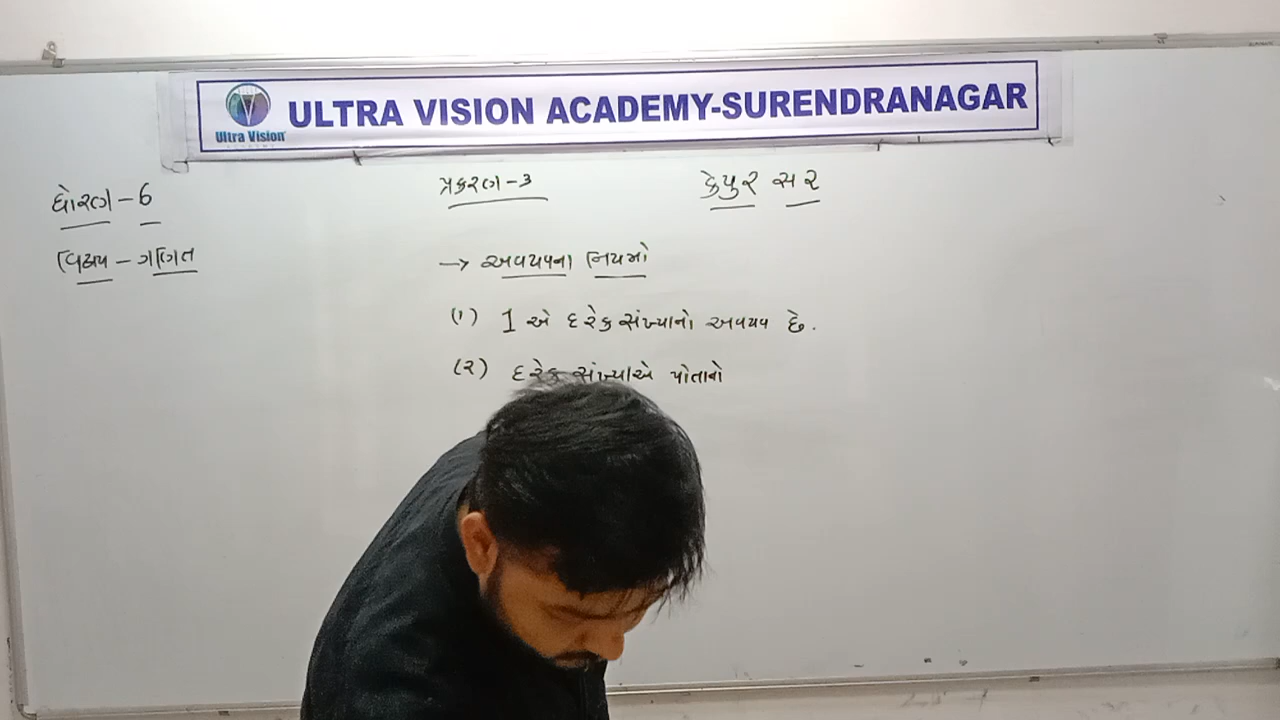 ULTRA VISION ACADEMY-SURENDRANAGAR
Ultra Vision
ધોરણ - 6
પ્રકરણ - ૩
કેયુર સર
વિષય - ગણિત
→ અવયવના નિયમો
(૧) 1 એ દરેક સંખ્યાનો અવયવ છે.
(૨) દરેક સંખ્યાએ પોતાનો